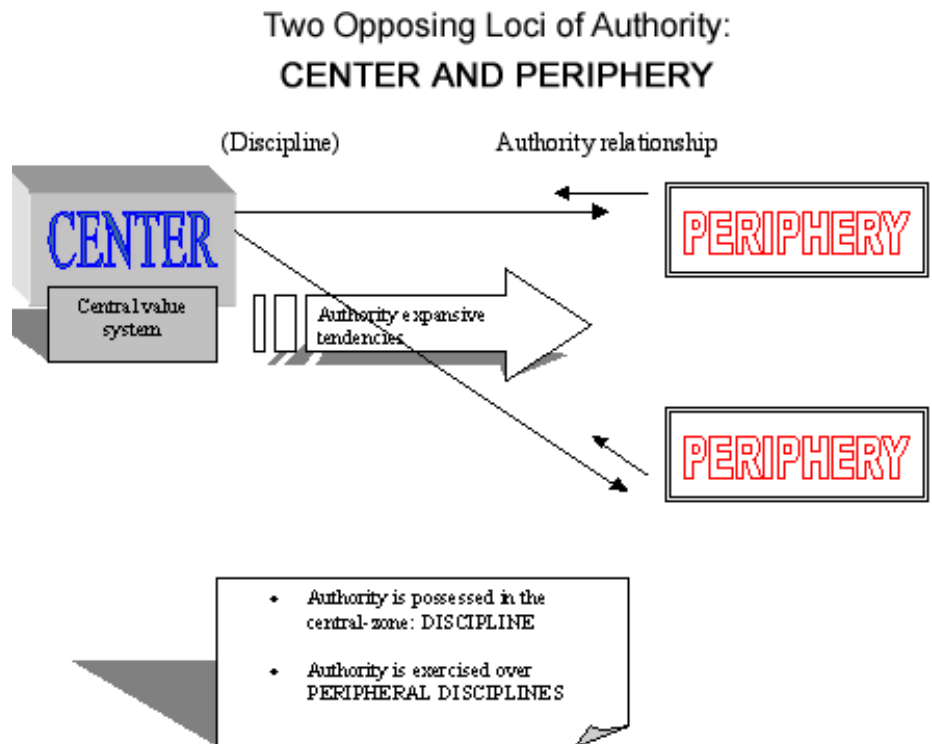 Two Opposing Loci of Authority:
CENTER AND PERIPHERY
(Discipline)
Authority relationship
CENTER
PERIPHERY
Central value
system
Authority expansive
tendencies
PERIPHERY
• Authority is possessed in the
central-zone: DISCIPLINE
• Authority is exercised over
PERIPHERAL DISCIPLINES